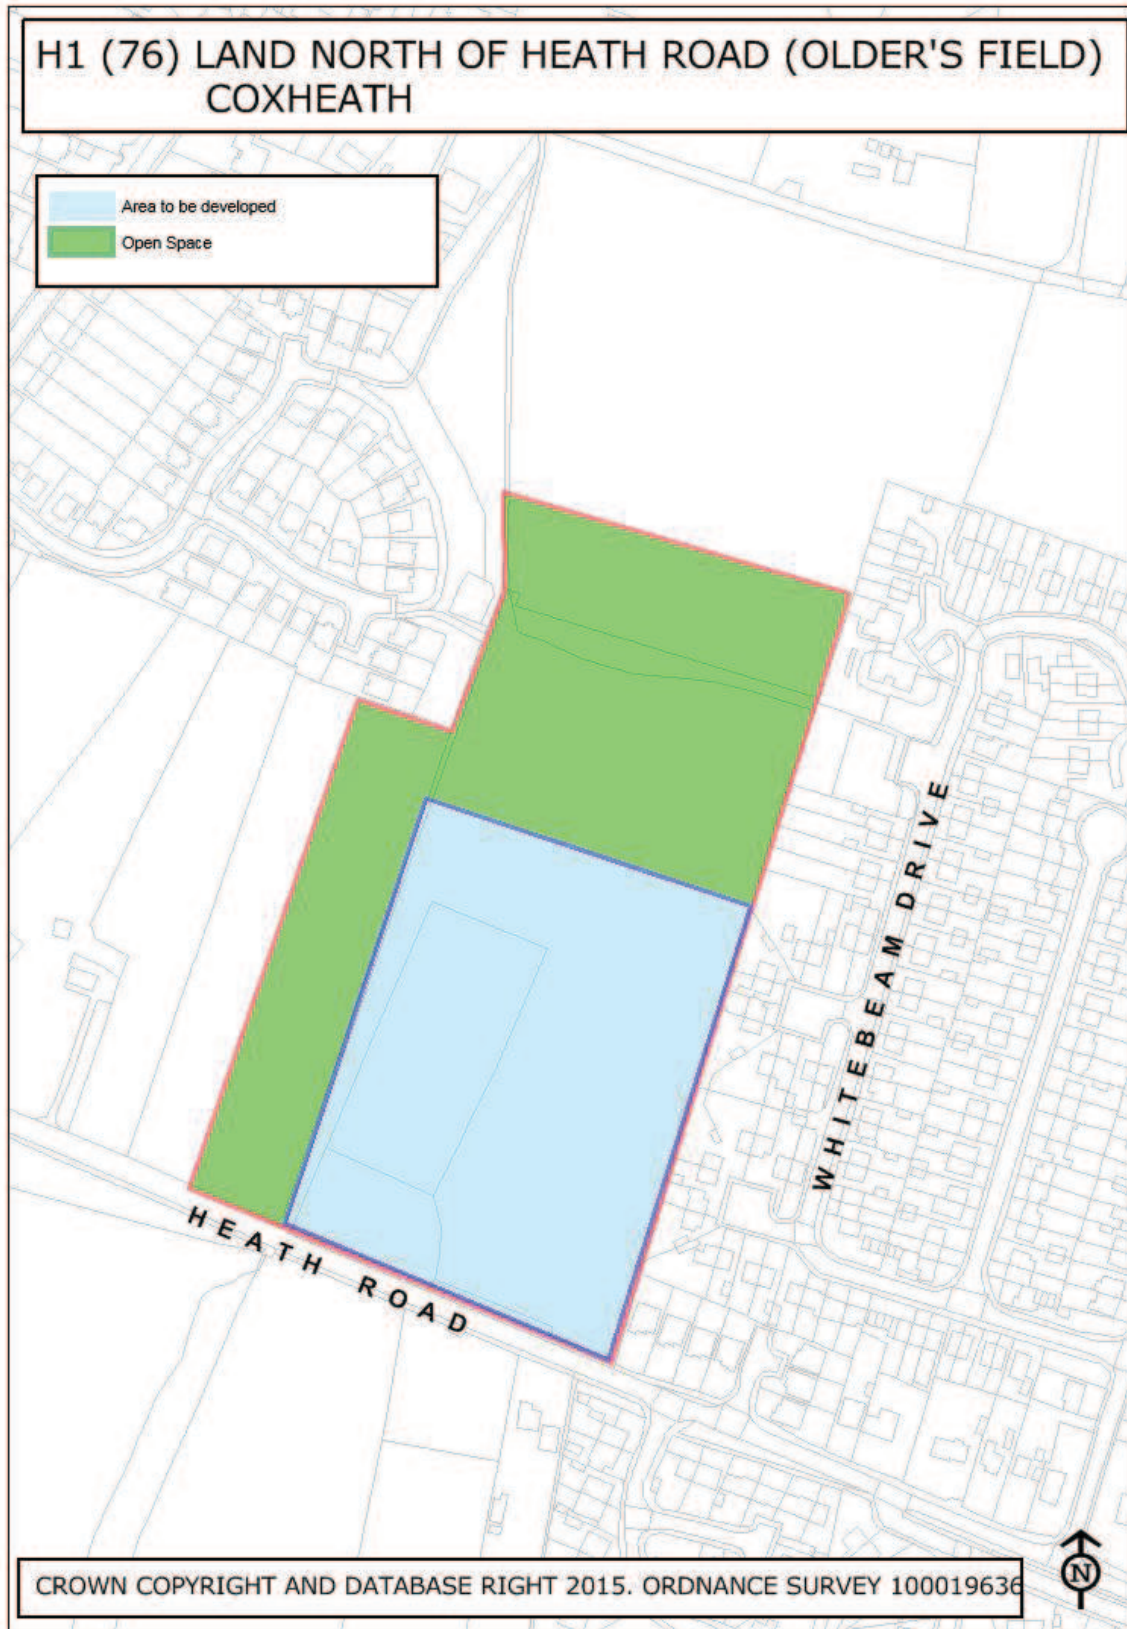 H1 (76) LAND NORTH OF HEATH ROAD (OLDER'S FIELD)
COXHEATH
Area to be developed
Open Space
WHITEBEAM DRIVE
HEATH ROAD
N
CROWN COPYRIGHT AND DATABASE RIGHT 2015. ORDNANCE SURVEY 100019636